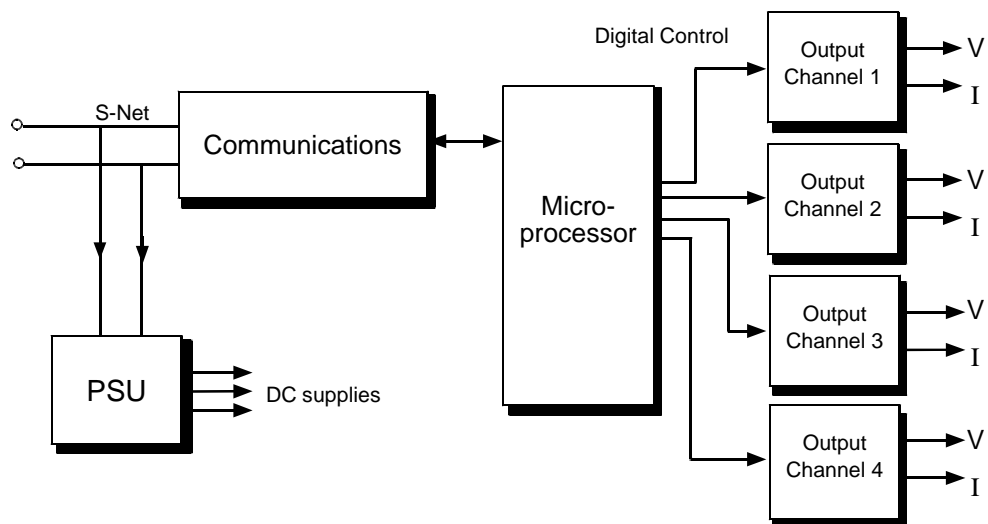 Digital Control
Output
Channel 1
V
I
S-Net
Communications
Micro-
processor
Output
Channel 2
V
I
Output
Channel 3
V
I
PSU
DC supplies
Output
Channel 4
V
I